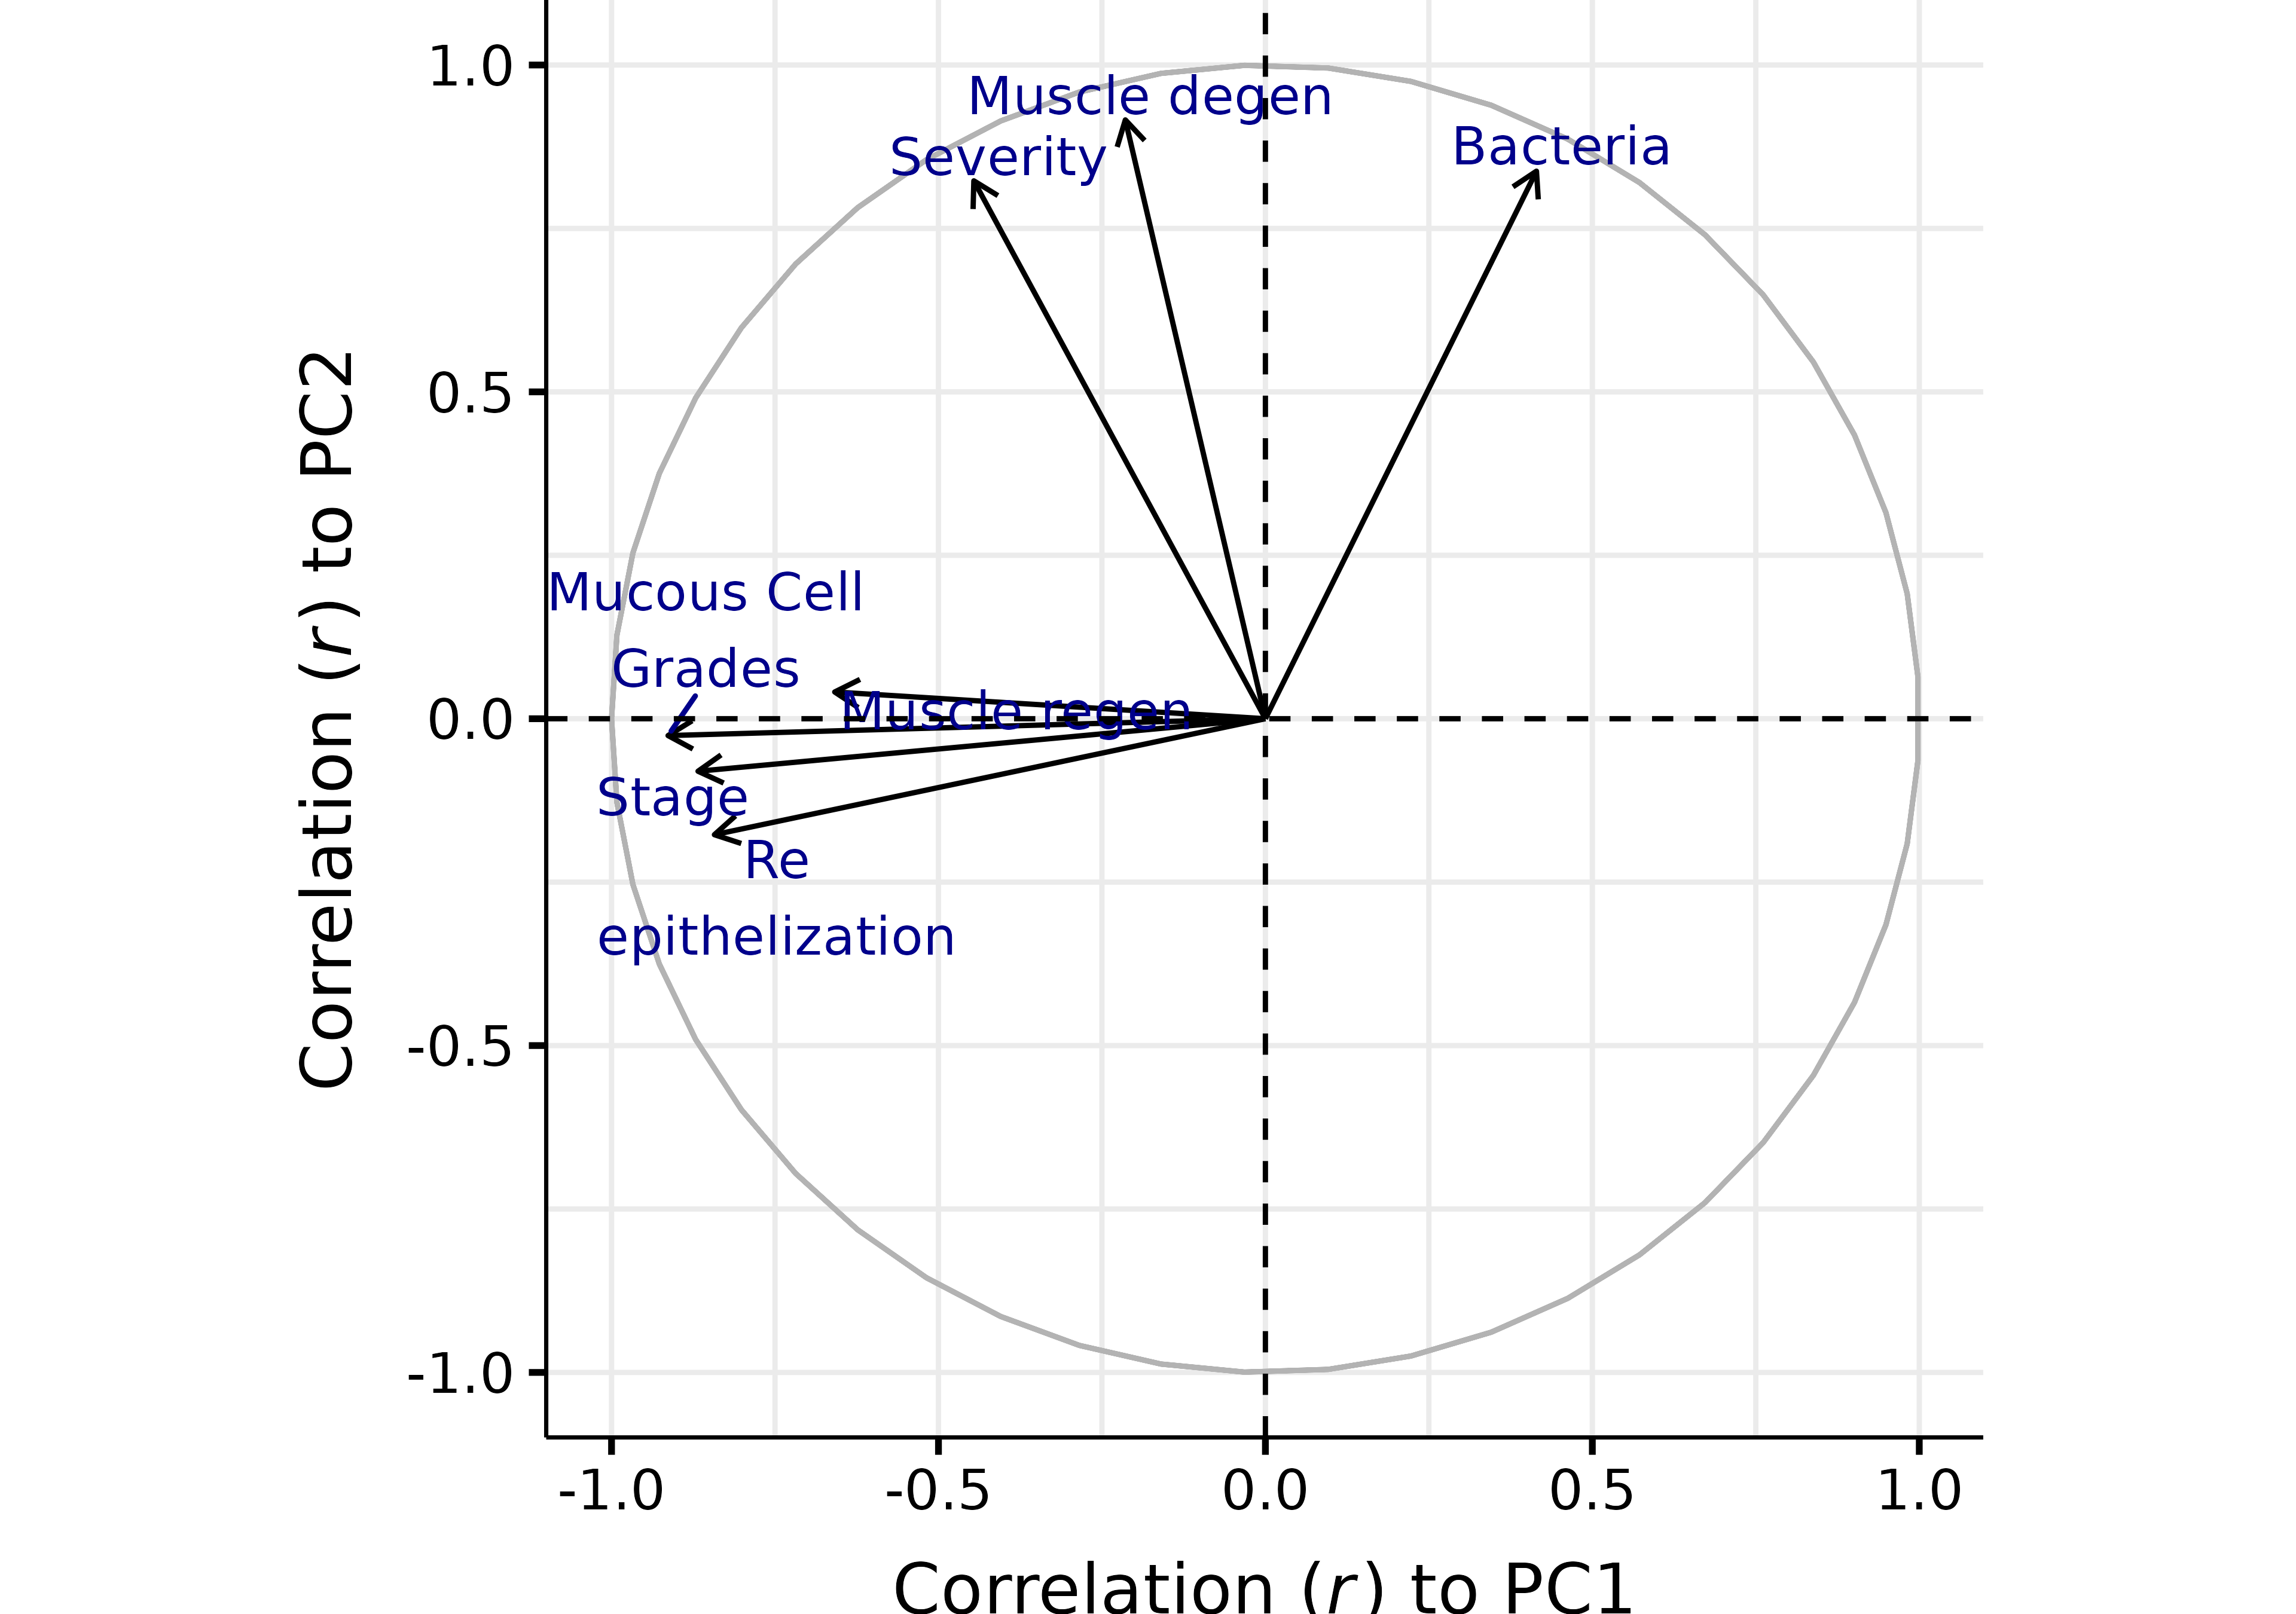 Correlation (r) to PC2
1.0
0.5
0.0
-0.5
-1.0
Muscle degen
Severity
Bacteria
Mucous Cell
Grades
Muscle regen
Stage
Re
epithelization
-1.0
-0.5
0.0
0.5
1.0
Correlation (r) to PC1